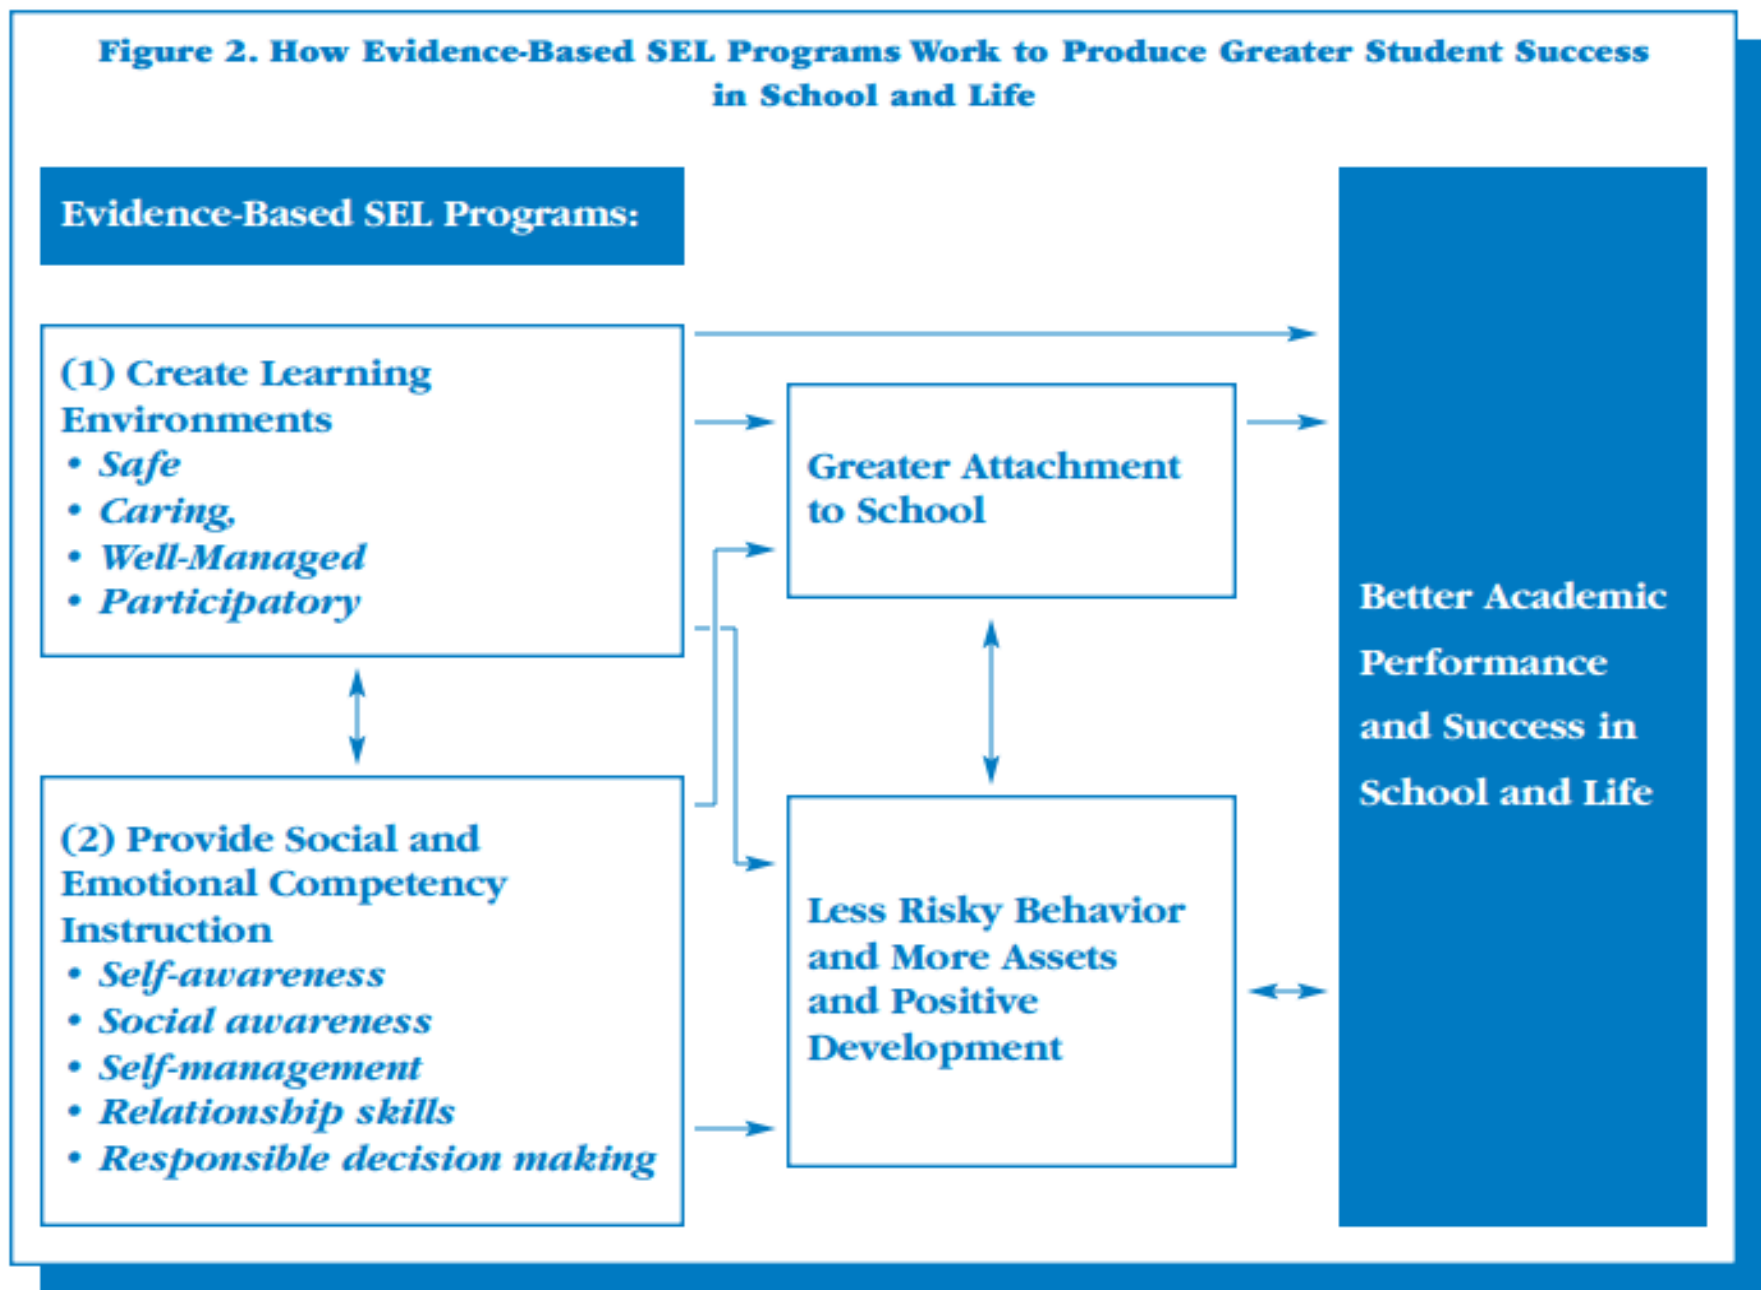 Figure 2. How Evidence-Based SEL Programs Work to Produce Greater Student Success
in School and Life
Evidence-Based SEL Programs:
(1) Create Learning
Environments
• Safe
• Caring,
• Well-Managed
• Participatory
(2) Provide Social and
Emotional Competency
Instruction
• Self-awareness
• Social awareness
• Self-management
• Relationship skills
• Responsible decision making
Greater Attachment
to School
Less Risky Behavior
and More Assets
and Positive
Development
Better Academic
Performance
and Success in
School and Life